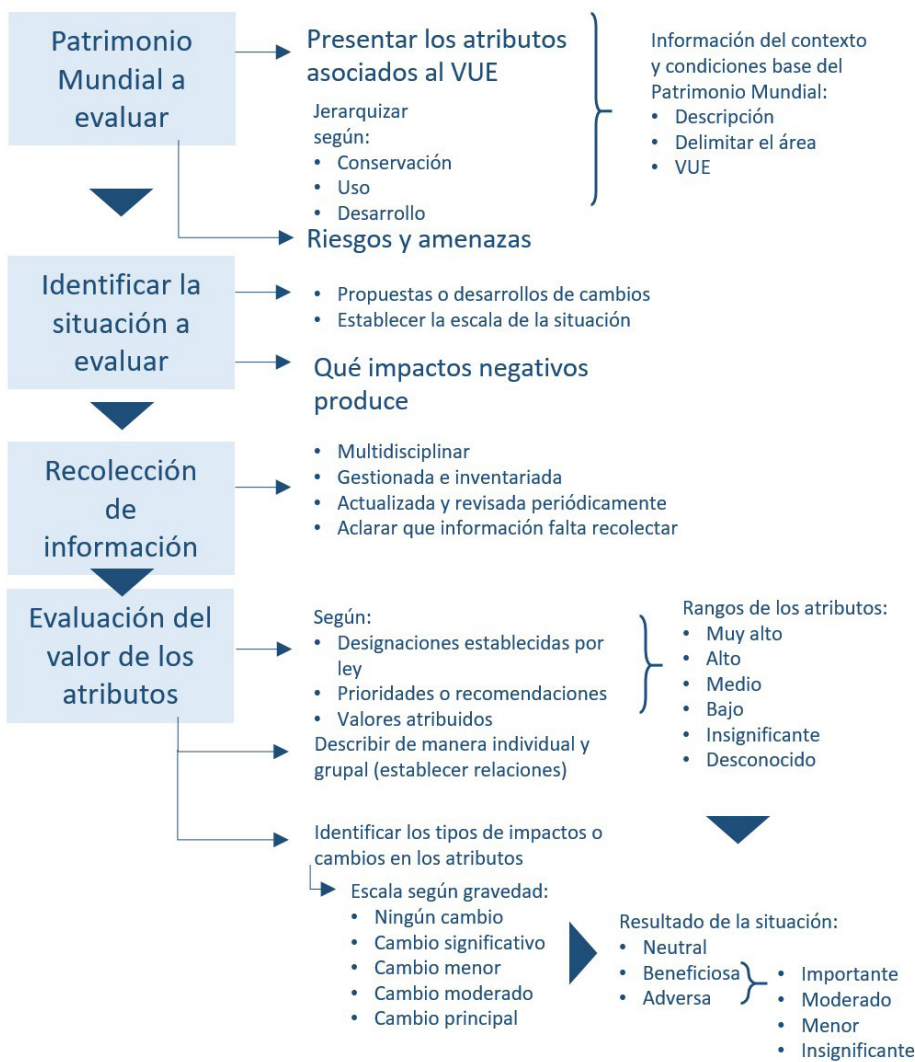 Patrimonio
Mundial a
evaluar
Presentar los atributos
asociados al VUE
Jerarquizar
según:
• Conservación
• Uso
• Desarrollo
Información del contexto
y condiciones base del
Patrimonio Mundial:
• Descripción
• Delimitar el área
• VUE
Riesgos y amenazas
Identificar la
situación a
evaluar
• Propuestas o desarrollos de cambios
• Establecer la escala de la situación
Qué impactos negativos
produce
Recolección
de
información
• Multidisciplinar
• Gestionada e inventariada
• Actualizada y revisada periódicamente
• Aclarar que información falta recolectar
Evaluación del
valor de los
atributos
Según:
• Designaciones establecidas por
ley
• Prioridades o recomendaciones
• Valores atribuidos
Describir de manera individual y
grupal (establecer relaciones)
Rangos de los atributos:
• Muy alto
• Alto
• Medio
• Bajo
• Insignificante
• Desconocido
Identificar los tipos de impactos o
cambios en los atributos
Escala según gravedad:
• Ningún cambio
• Cambio significativo
• Cambio menor
• Cambio moderado
• Cambio principal
Resultado de la situación:
• Neutral
• Beneficiosa
• Adversa
• Importante
• Moderado
• Menor
• Insignificante